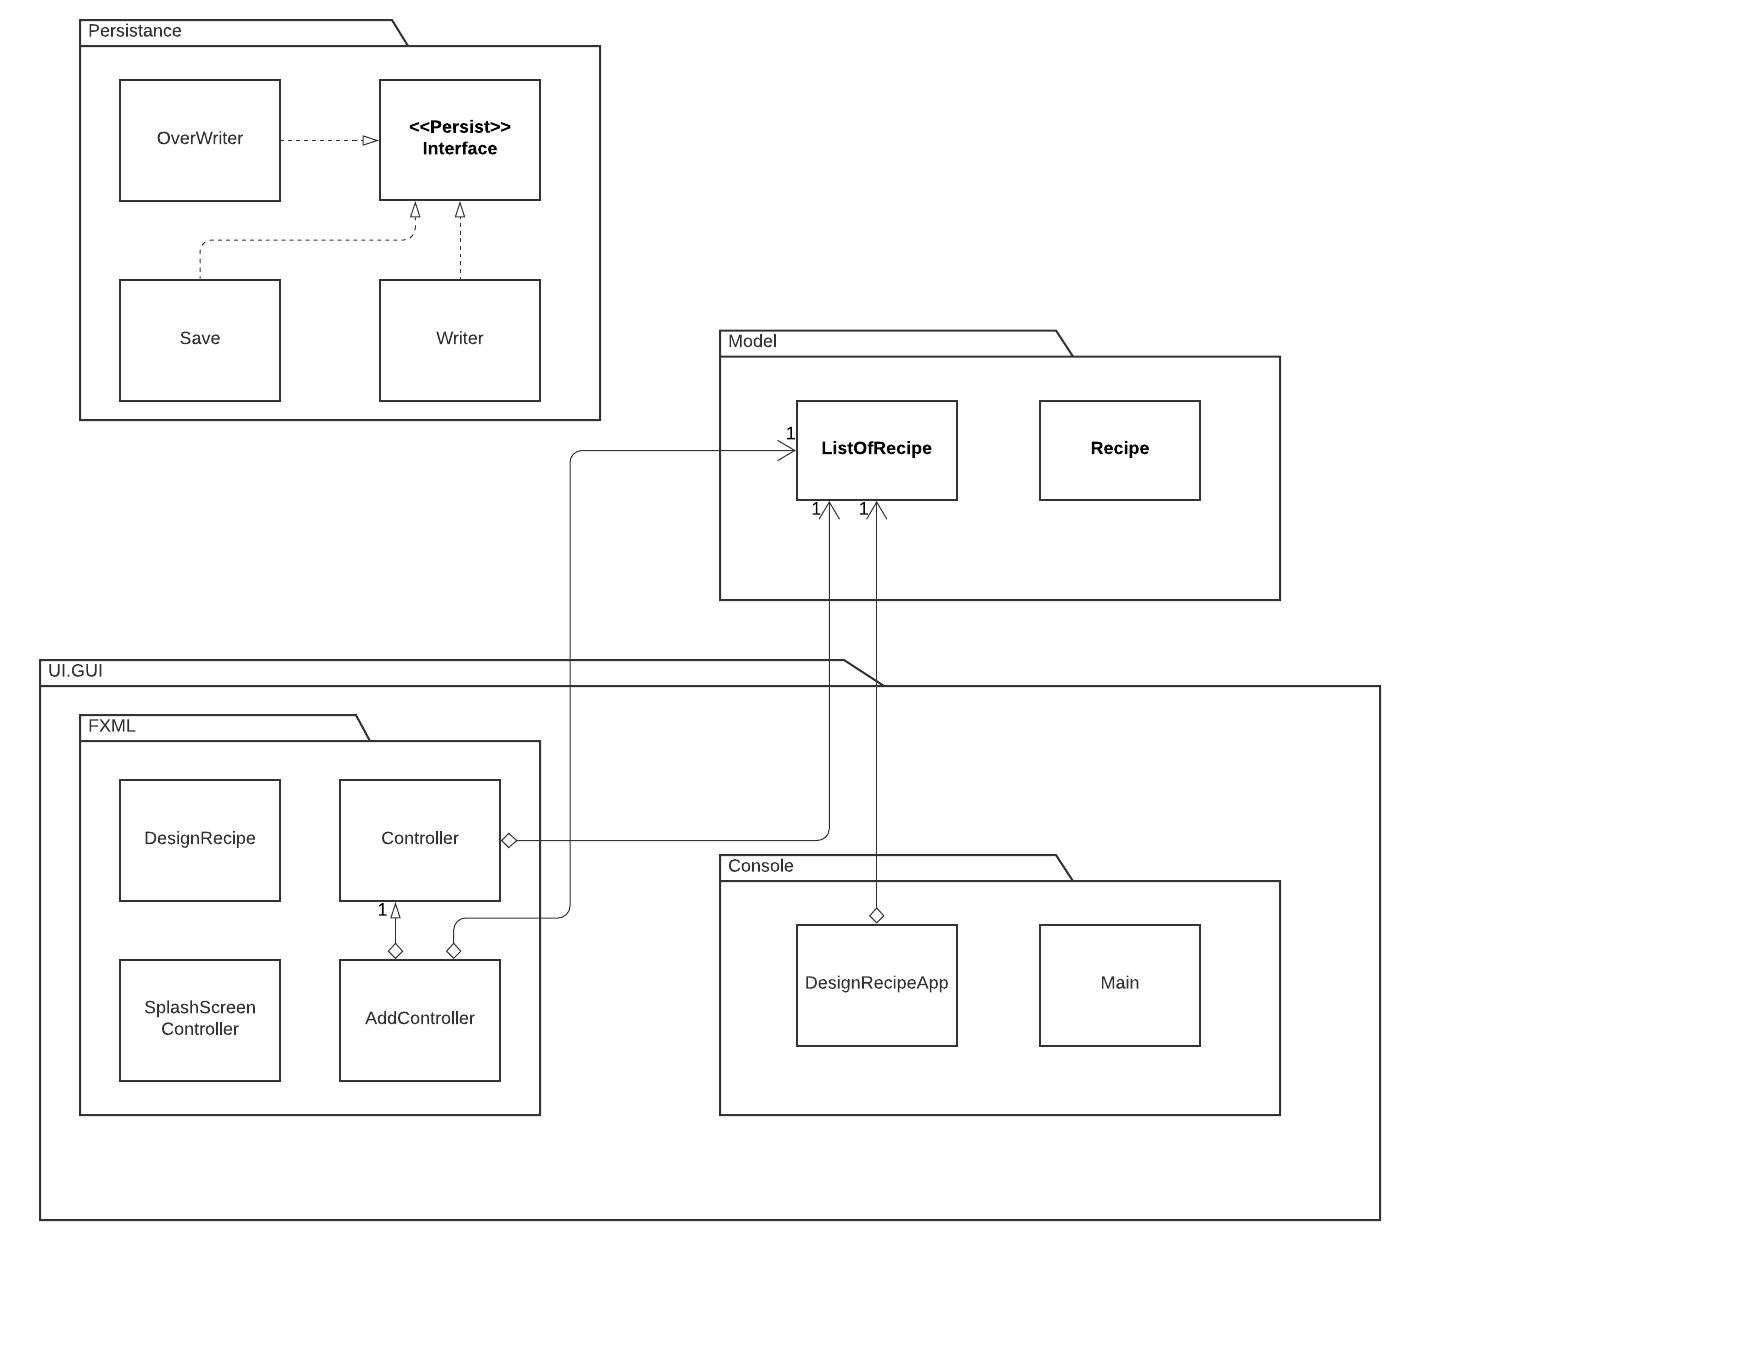 Persistance
OverWriter
<<Persist>>
Interface
Save
Writer
Model
1
ListOfRecipe
Recipe
1
1
UI.GUI
FXML
DesignRecipe
Controller
1
Console
SplashScreen
Controller
AddController
DesignRecipeApp
Main